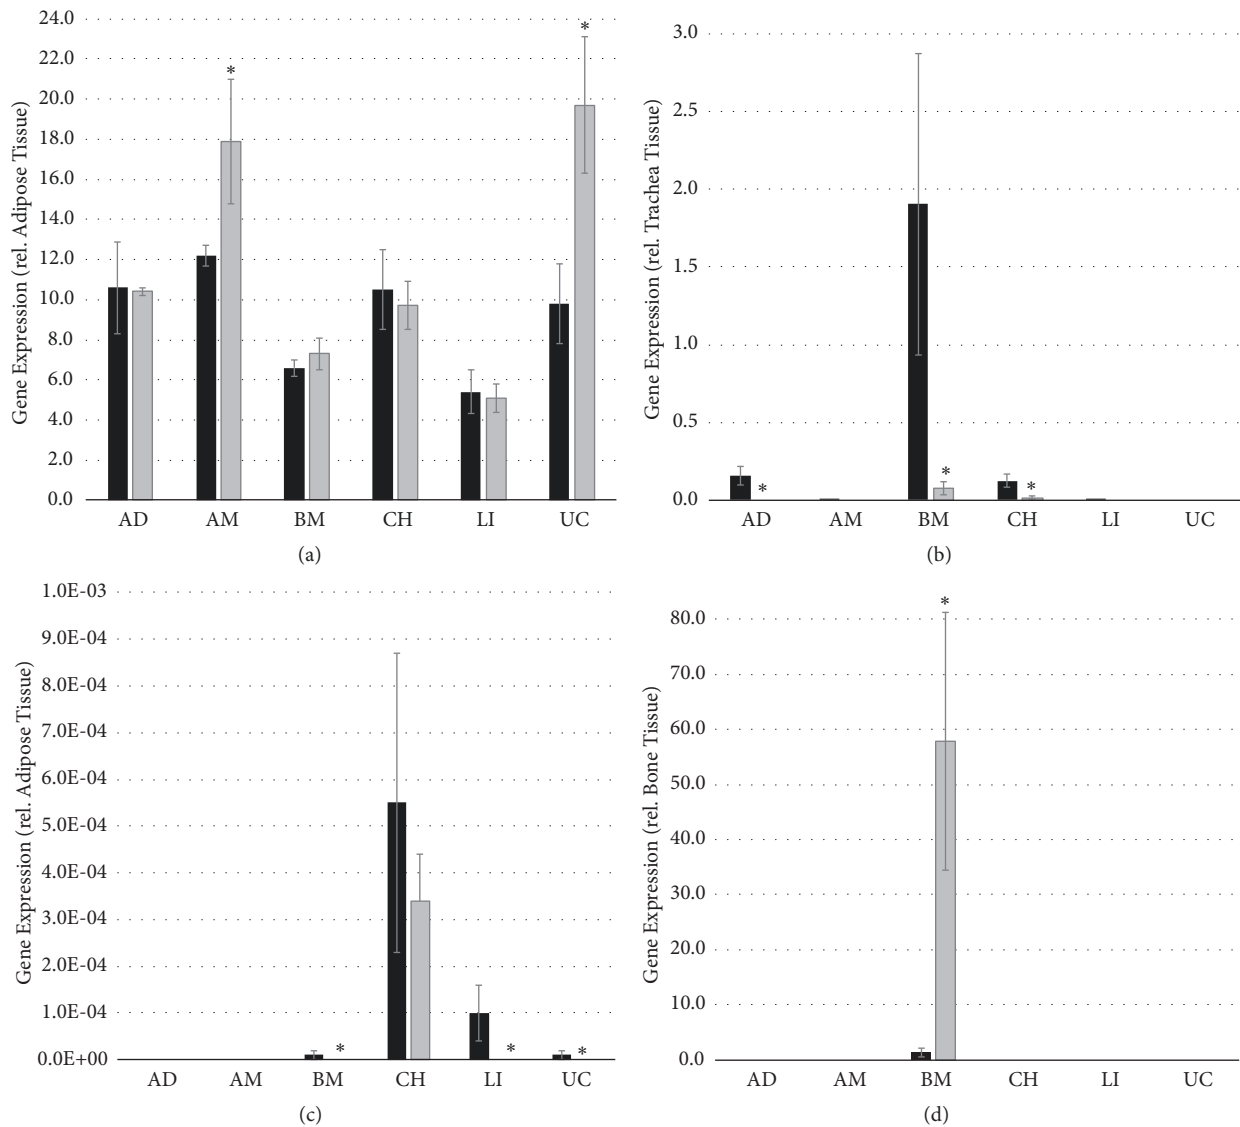 Gene Expression (rel. Adipose Tissue)
24.0
22.0
20.0
18.0
16.0
14.0
12.0
10.0
8.0
6.0
4.0
2.0
0.0
*
*
AD AM BM CH LI UC
(a)
Gene Expression (rel. Trachea Tissue)
3.0
2.5
2.0
1.5
1.0
0.5
0.0
* * *
AD AM BM CH LI UC
(b)
Gene Expression (rel. Adipose Tissue)
1.0E-03
9.0E-04
8.0E-04
7.0E-04
6.0E-04
5.0E-04
4.0E-04
3.0E-04
2.0E-04
1.0E-04
0.0E+00
* * *
AD AM BM CH LI UC
(c)
Gene Expression (rel. Bone Tissue)
80.0
70.0
60.0
50.0
40.0
30.0
20.0
10.0
0.0
*
AD AM BM CH LI UC
(d)